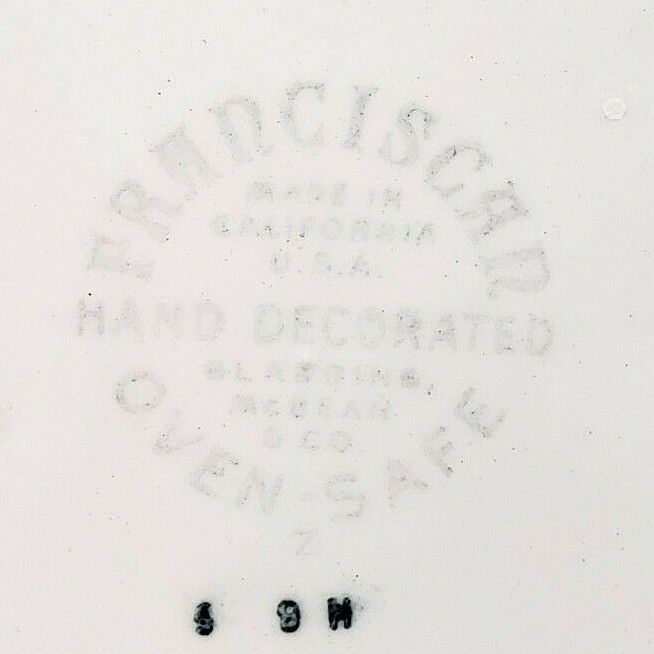 FRANCISCAN
MADE IN
CALIFORNIA
U.S.A.
HAND DECORATED
GLADDING,
McBEAN
& CO
OVEN-SAFE
Z
8 M